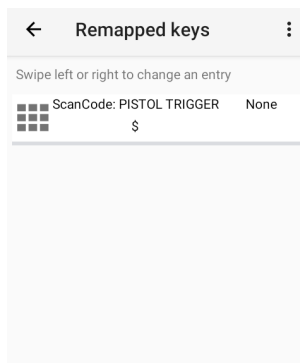 Remapped keys
Swipe left or right to change an entry
ScanCode: PISTOL TRIGGER None
$